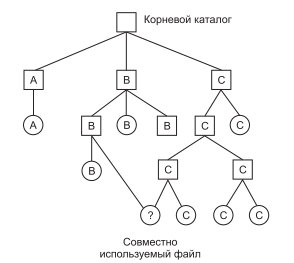 Корневой каталог
A B C
A B B B C C
B C C
? C C C
Совместно
используемый файл